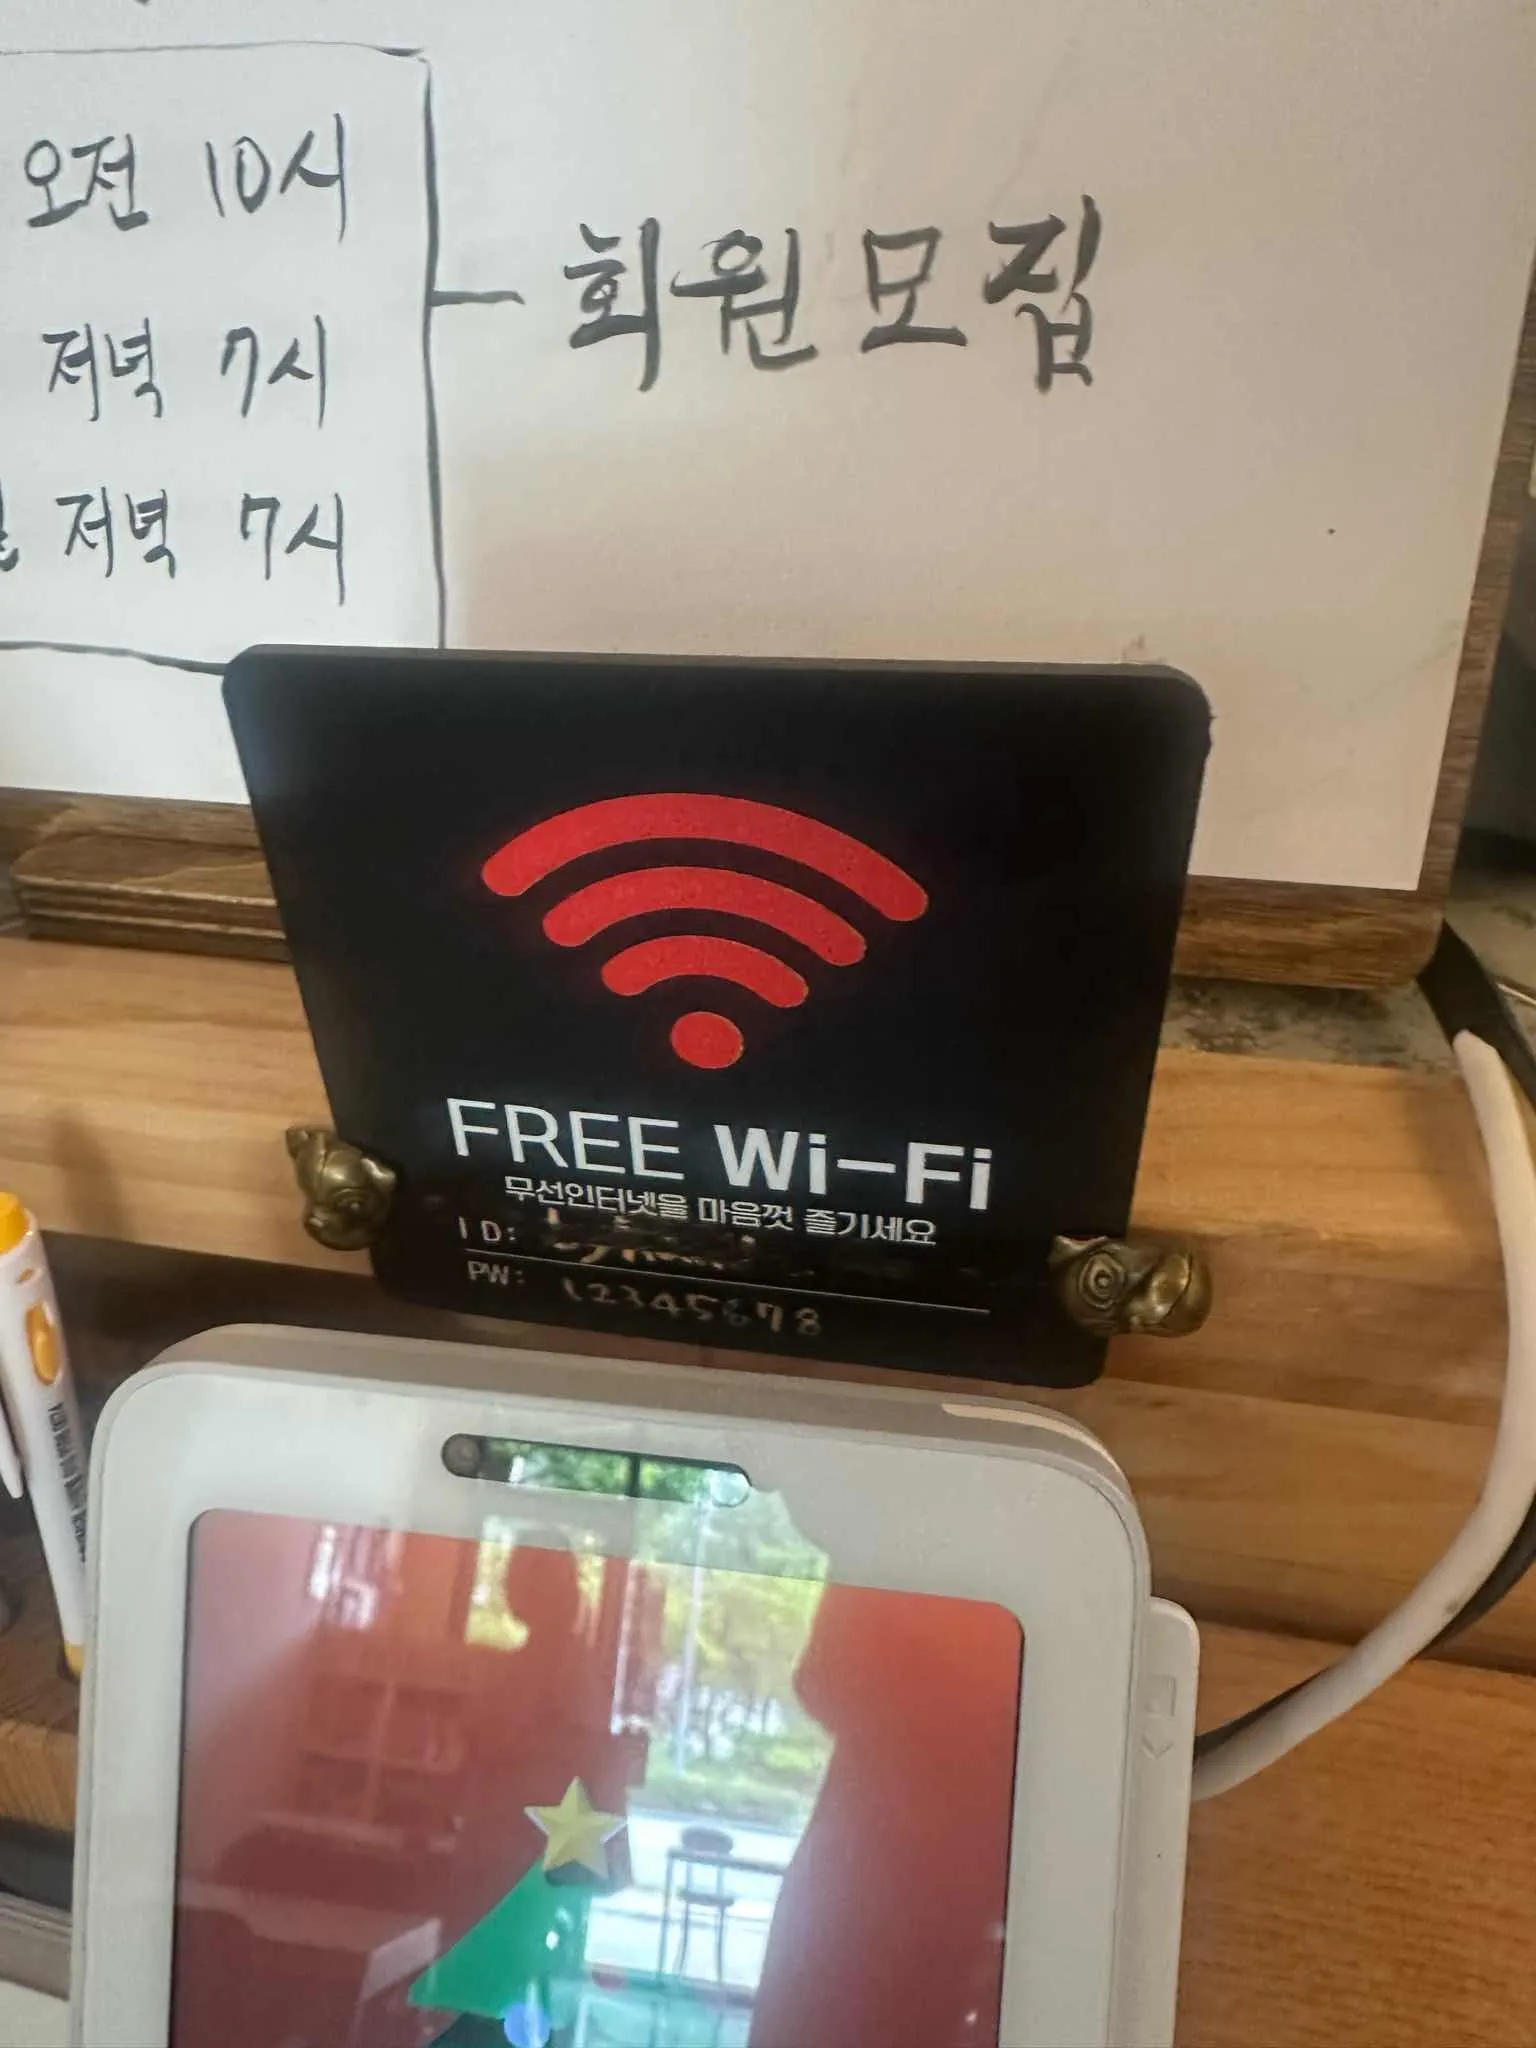 오전 10시
저녁 7시
저녁 7시
회원모집
FREE Wi-Fi
무선인터넷을 마음껏 즐기세요
ID:
PW: 12345678